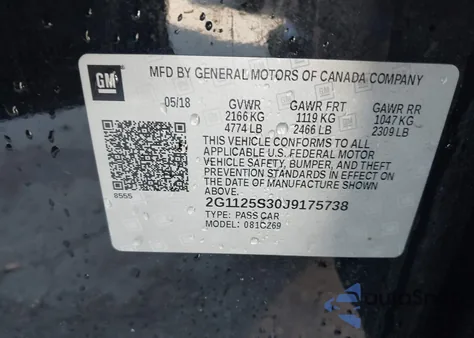 GM
MFD BY GENERAL MOTORS OF CANADA COMPANY
05/18 GVWR GAWR FRT GAWR RR
2166 KG 1119 KG 1047 KG
4774 LB 2466 LB 2309 LB
THIS VEHICLE CONFORMS TO ALL
APPLICABLE U.S. FEDERAL MOTOR
VEHICLE SAFETY, BUMPER, AND THEFT
PREVENTION STANDARDS IN EFFECT ON
THE DATE OF MANUFACTURE SHOWN
ABOVE.
8555
2G1125S30J9175738
TYPE: PASS CAR
MODEL: 081GZ69